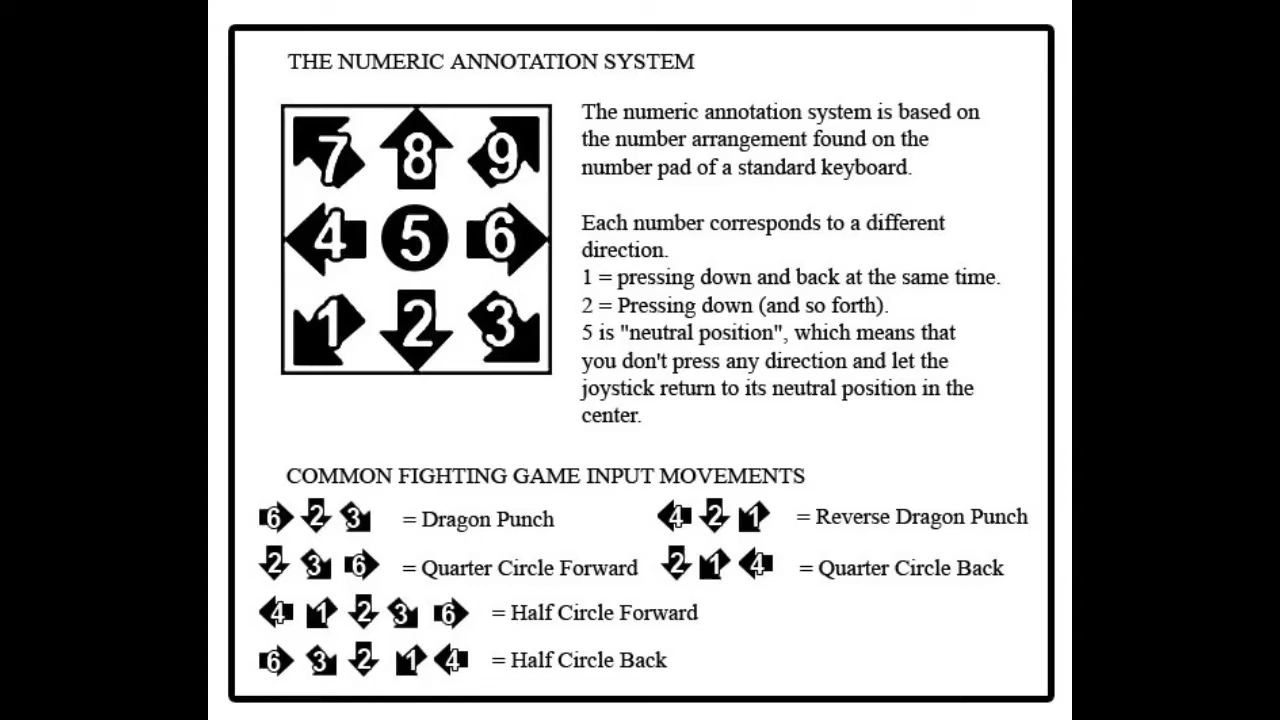 THE NUMERIC ANNOTATION SYSTEM
7 8 9
4 5 6
1 2 3
The numeric annotation system is based on
the number arrangement found on the
number pad of a standard keyboard.
Each number corresponds to a different
direction.
1 = pressing down and back at the same time.
2 = Pressing down (and so forth).
5 is "neutral position", which means that
you don't press any direction and let the
joystick return to its neutral position in the
center.
COMMON FIGHTING GAME INPUT MOVEMENTS
6 2 3 = Dragon Punch
4 2 1 = Reverse Dragon Punch
2 3 6 = Quarter Circle Forward
2 1 4 = Quarter Circle Back
4 1 2 3 6 = Half Circle Forward
6 3 2 1 4 = Half Circle Back